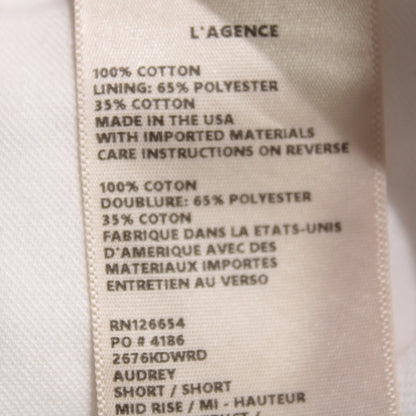 L'AGENCE
100% COTTON
LINING: 65% POLYESTER
35% COTTON
MADE IN THE USA
WITH IMPORTED MATERIALS
CARE INSTRUCTIONS ON REVERSE
100% COTON
DOUBLURE: 65% POLYESTER
35% COTON
FABRIQUE DANS LA ETATS-UNIS
D'AMERIQUE AVEC DES
MATERIAUX IMPORTES
ENTRETIEN AU VERSO
RN126654
PO # 4186
2676KDWRD
AUDREY
SHORT / SHORT
MID RISE / MI - HAUTEUR